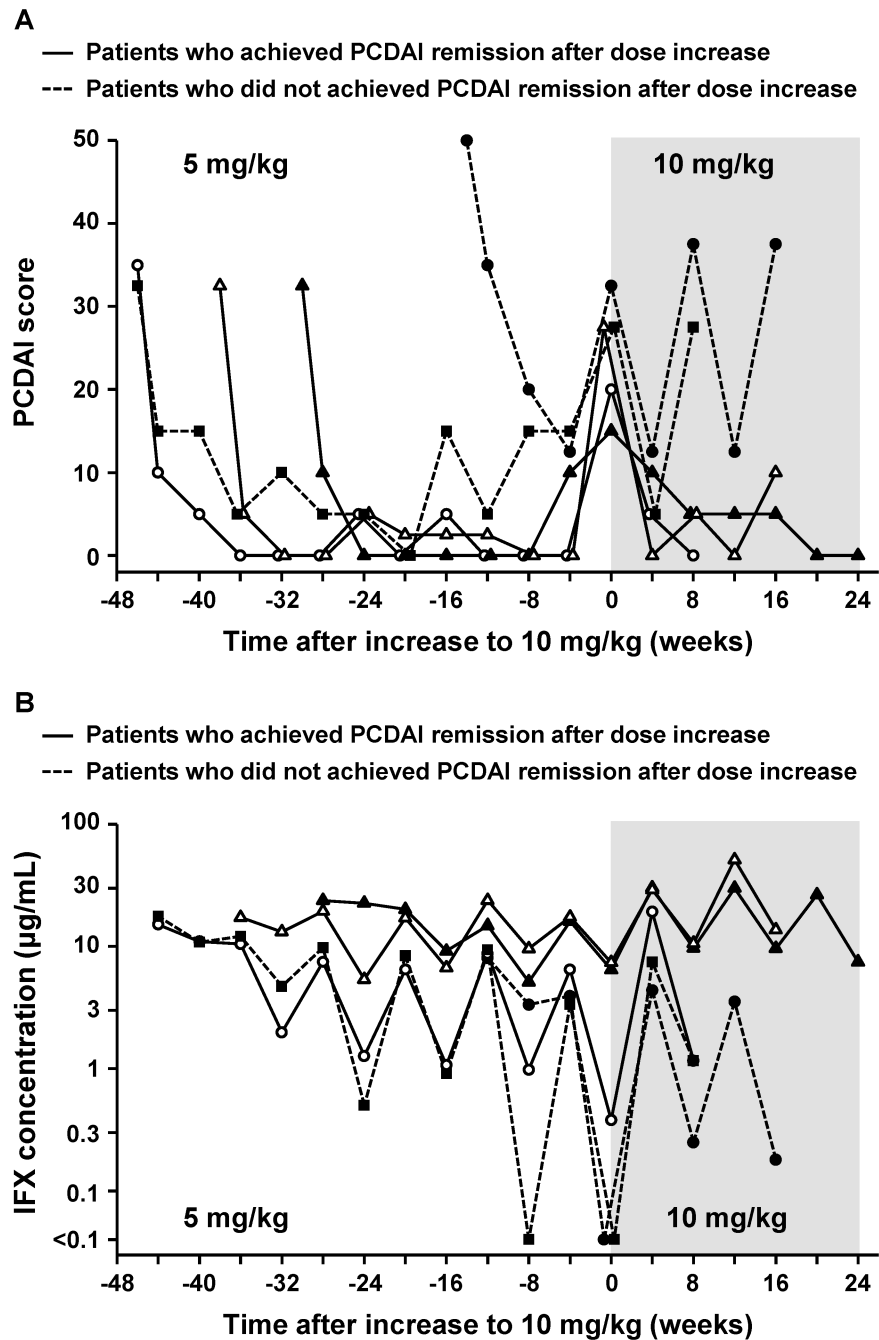 A
Patients who achieved PCDAI remission after dose increase
Patients who did not achieved PCDAI remission after dose increase
50
40
30
20
10
0
PCDAI score
5 mg/kg
10 mg/kg
-48 -40 -32 -24 -16 -8 0 8 16 24
Time after increase to 10 mg/kg (weeks)
B
Patients who achieved PCDAI remission after dose increase
Patients who did not achieved PCDAI remission after dose increase
100
30
10
3
1
0.3
0.1
<0.1
IFX concentration (µg/mL)
5 mg/kg
10 mg/kg
-48 -40 -32 -24 -16 -8 0 8 16 24
Time after increase to 10 mg/kg (weeks)